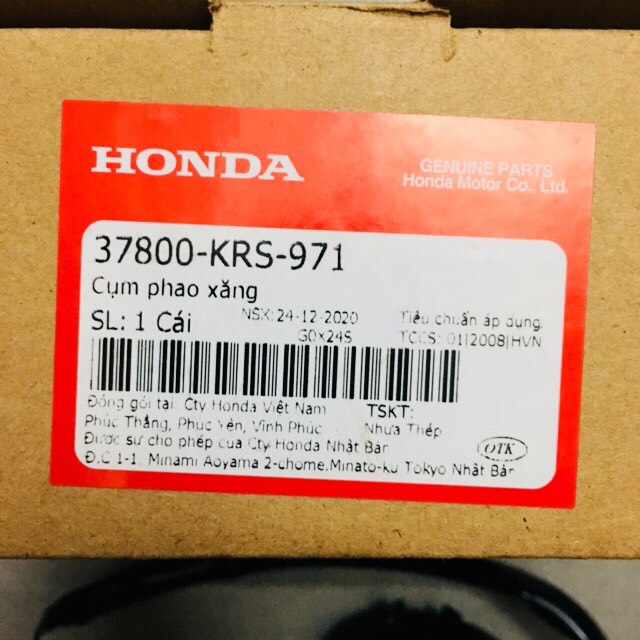 HONDA
GENUINE PARTS
Honda Motor Co., Ltd.
37800-KRS-971
Cụm phao xăng
SL: 1 Cái
NSX: 24-12-2020
G0x24S
Tiêu chuẩn áp dụng:
TCCS: 01|2008|HVN
Đóng gói tại: Cty Honda Việt Nam
Phúc Thắng, Phúc Yên, Vĩnh Phúc
Được sự cho phép của Cty Honda Nhật Bản
Đ.C 1-1, Minami Aoyama 2-chome,Minato-ku Tokyo Nhật Bản
TSKT:
Nhựa Thép
OTK